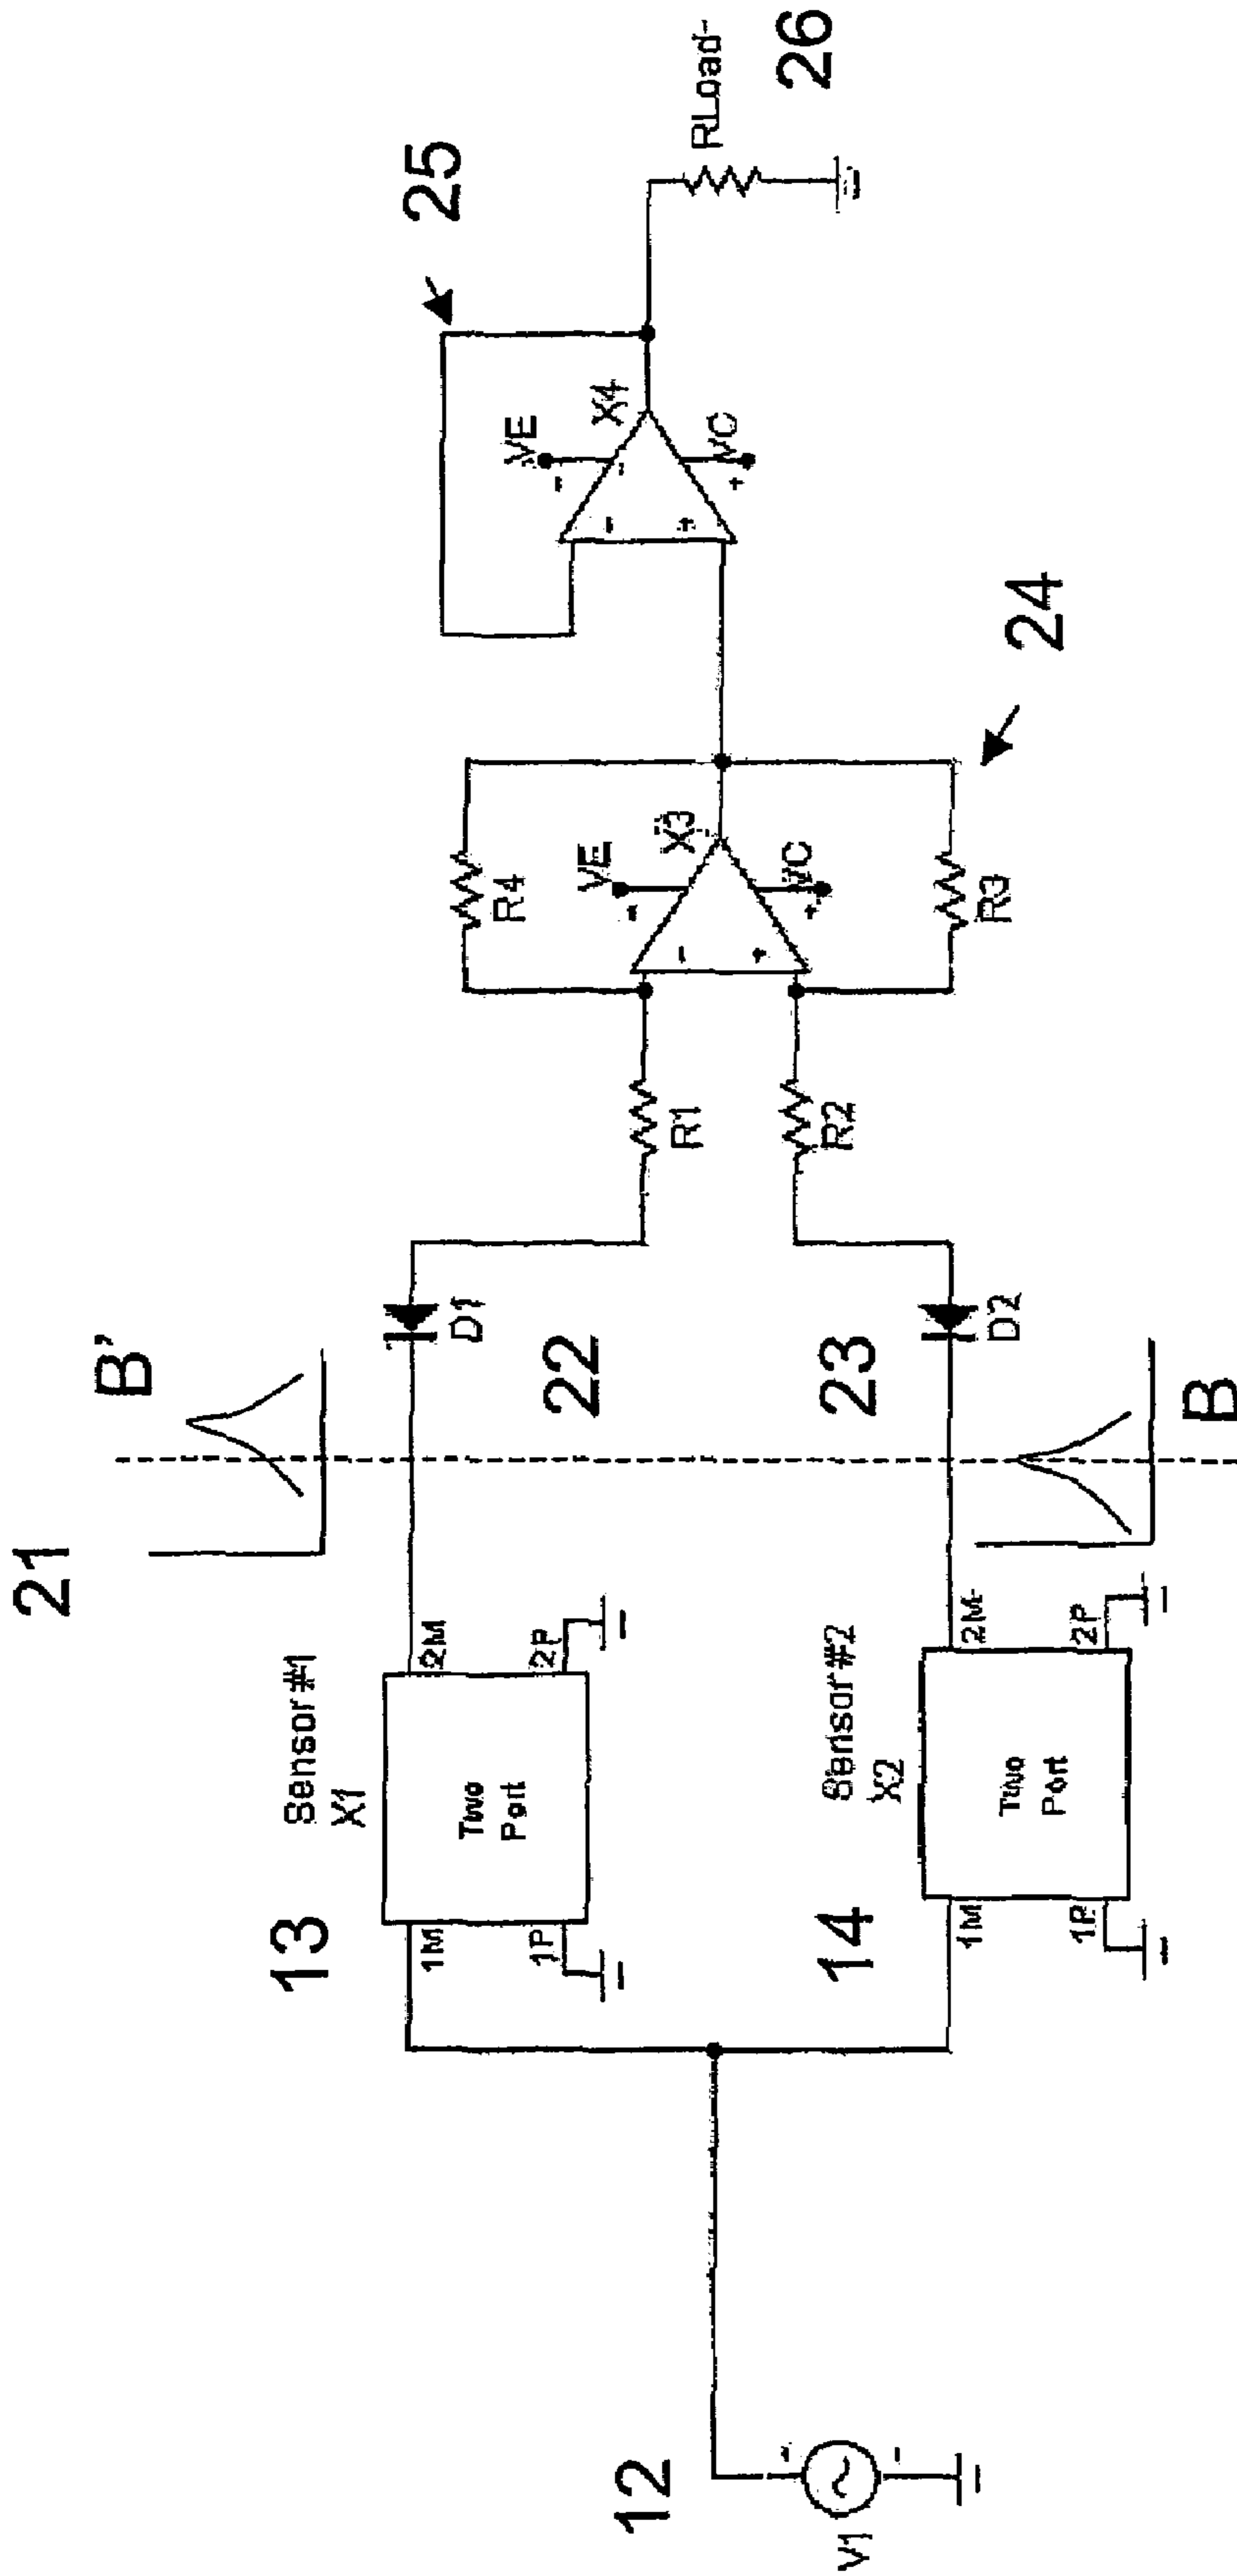 21
B'
25
RLoad-
26
VE
X4
VC
R4
VE
X3
VC
R3
24
R1
R2
D1
22
23
D2
B
Sensor#1
X1
13
1M
1P
2M
2P
Two
Port
Sensor#2
X2
14
1M
1P
2M
2P
Two
Port
12
V1